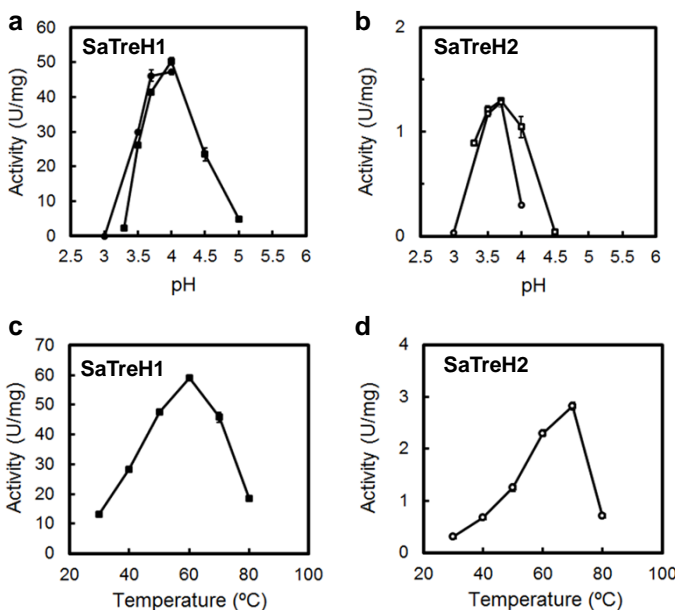 a
SaTreH1
Activity (U/mg)
60
50
40
30
20
10
0
2.5 3 3.5 4 4.5 5 5.5 6
pH
b
SaTreH2
Activity (U/mg)
2
1
0
2.5 3 3.5 4 4.5 5 5.5 6
pH
c
SaTreH1
Activity (U/mg)
70
60
50
40
30
20
10
0
20 40 60 80 100
Temperature (ºC)
d
SaTreH2
Activity (U/mg)
4
3
2
1
0
20 40 60 80 100
Temperature (ºC)